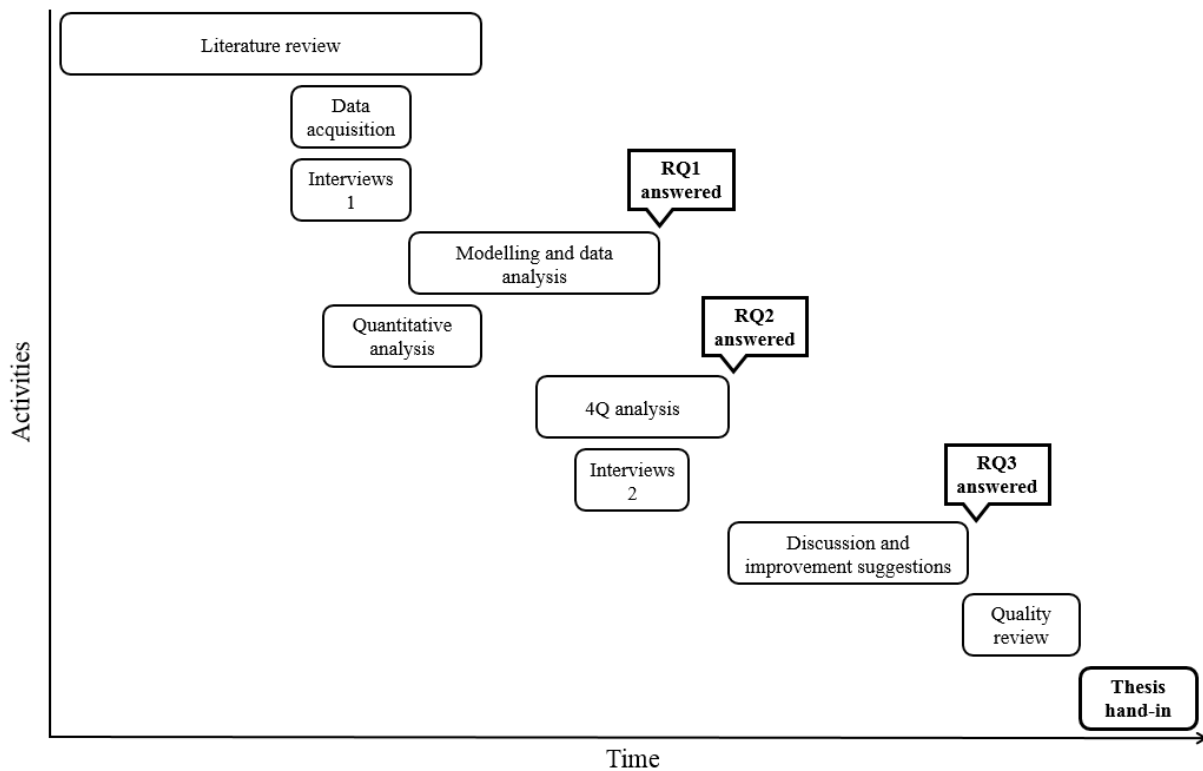 Literature review
Data
acquisition
Interviews
1
RQ1
answered
Modelling and data
analysis
Quantitative
analysis
RQ2
answered
4Q analysis
Interviews
2
RQ3
answered
Discussion and
improvement suggestions
Quality
review
Thesis
hand-in
Activities
Time